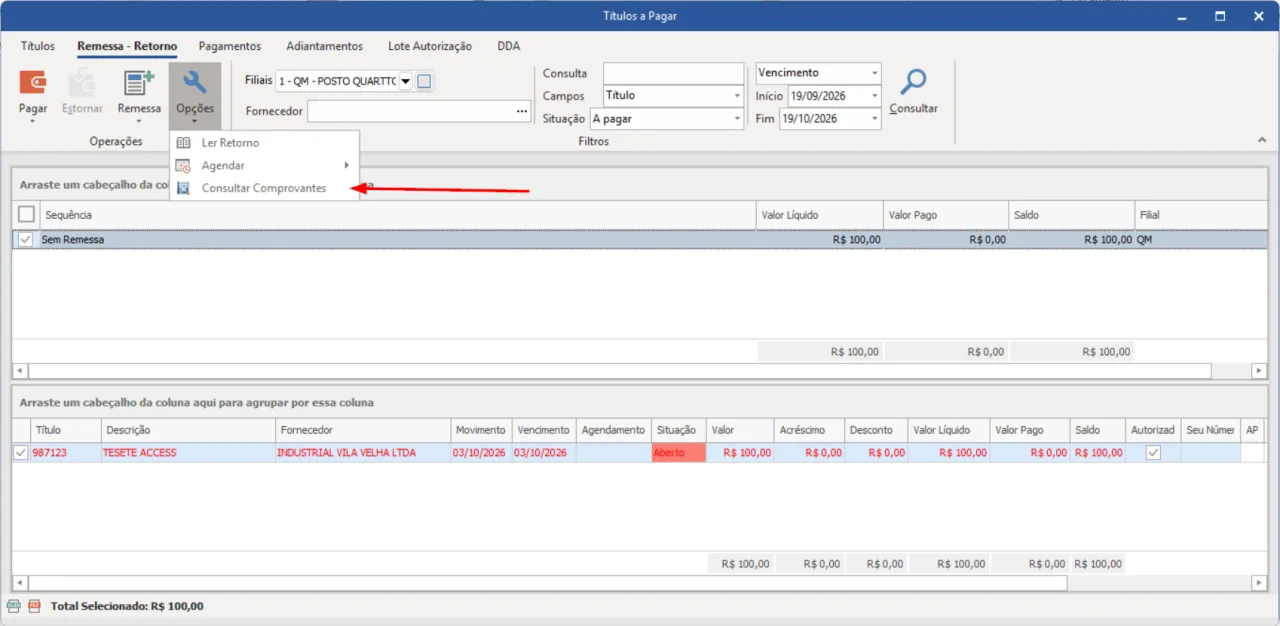 Títulos a Pagar
Títulos Remessa - Retorno Pagamentos Adiantamentos Lote Autorização DDA
Pagar Estornar Remessa Opções
Operações
Filiais 1 - QM - POSTO QUARTTO
Fornecedor ...
Consulta
Campos Título
Situação A pagar
Vencimento
Início 19/09/2026
Fim 19/10/2026
Consultar
Filtros
Ler Retorno
Agendar
Consultar Comprovantes
Arraste um cabeçalho da co a
Sequência Valor Líquido Valor Pago Saldo Filial
Sem Remessa R$ 100,00 R$ 0,00 R$ 100,00 QM
R$ 100,00 R$ 0,00 R$ 100,00
Arraste um cabeçalho da coluna aqui para agrupar por essa coluna
Título Descrição Fornecedor Movimento Vencimento Agendamento Situação Valor Acréscimo Desconto Valor Líquido Valor Pago Saldo Autorizad Seu Númer AP
987123 TESETE ACCESS INDUSTRIAL VILA VELHA LTDA 03/10/2026 03/10/2026 Aberto R$ 100,00 R$ 0,00 R$ 0,00 R$ 100,00 R$ 0,00 R$ 100,00
R$ 100,00 R$ 0,00 R$ 0,00 R$ 100,00 R$ 0,00 R$ 100,00
Total Selecionado: R$ 100,00